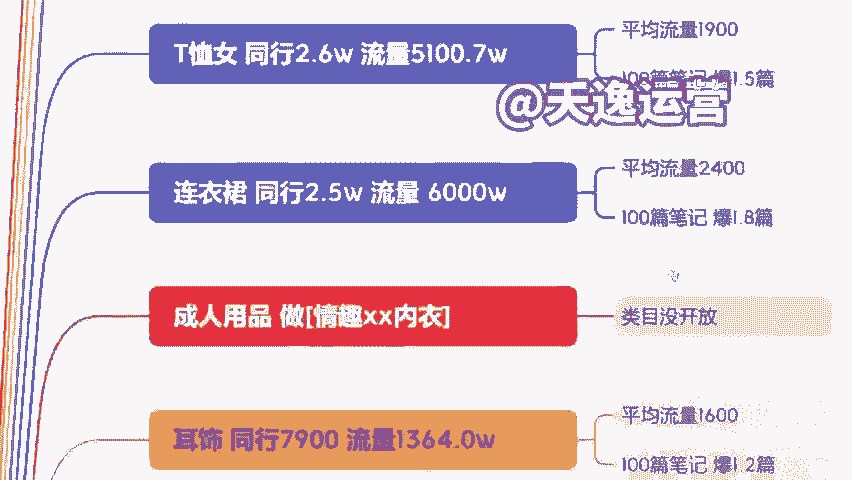 T恤女 同行2.6w 流量5100.7w
平均流量1900
100篇笔记 爆1.5篇
@天逸运营
连衣裙 同行2.5w 流量 6000w
平均流量2400
100篇笔记 爆1.8篇
成人用品 做[情趣xx内衣]
类目没开放
耳饰 同行7900 流量1364.0w
平均流量1600
100篇笔记 爆1.2篇